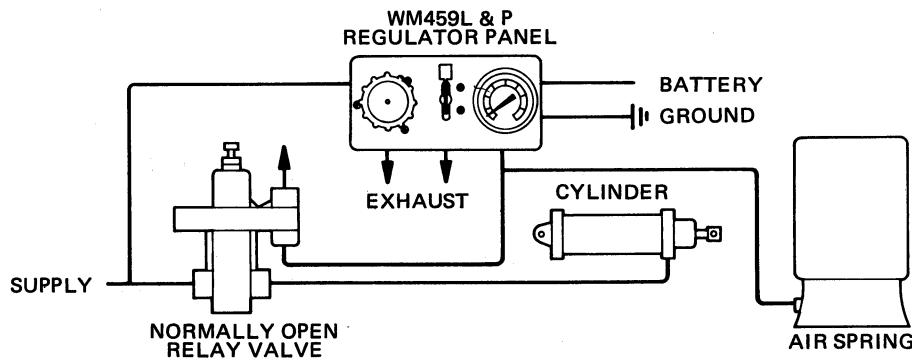 WM459L & P
REGULATOR PANEL
BATTERY
GROUND
EXHAUST
CYLINDER
SUPPLY
NORMALLY OPEN
RELAY VALVE
AIR SPRING